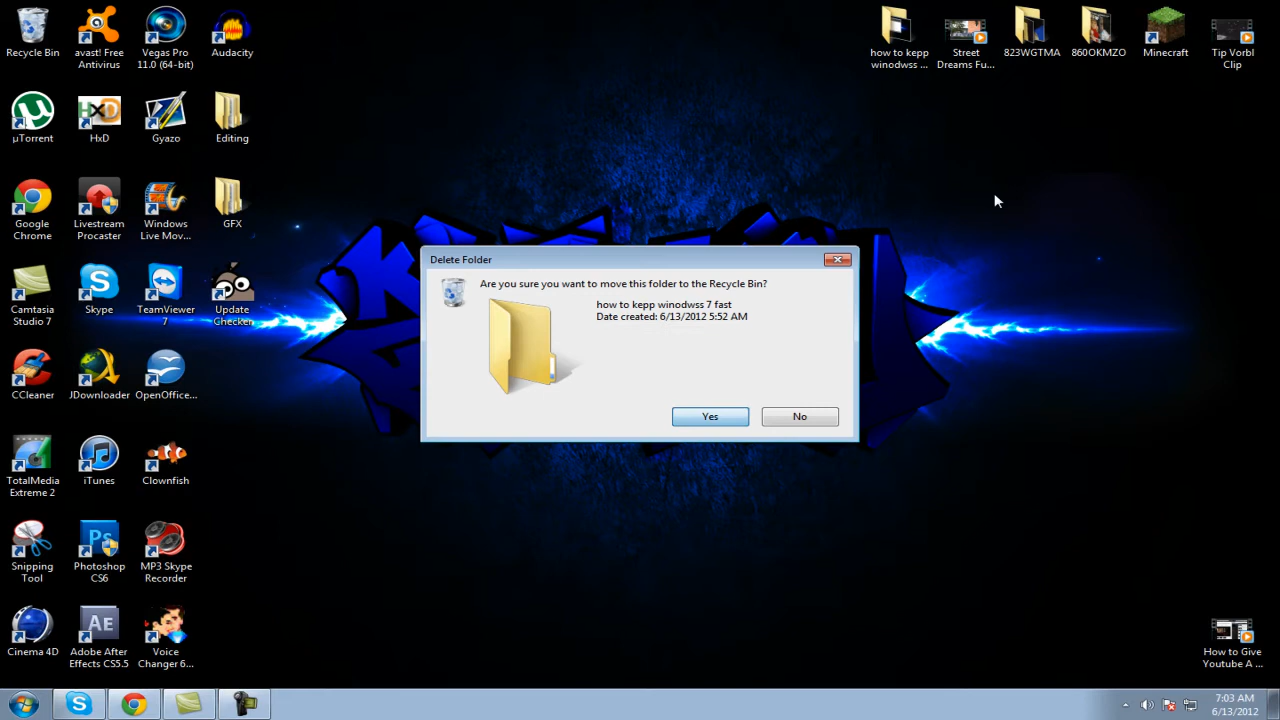 Recycle Bin
avast! Free
Antivirus
Vegas Pro
11.0 (64-bit)
Audacity
how to kepp
winodwss ...
Street
Dreams Fu...
823WGTMA
860OKMZO
Minecraft
Tip Vorbl
Clip
µTorrent
HxD
Gyazo
Editing
Google
Chrome
Livestream
Procaster
Windows
Live Mov...
GFX
Delete Folder
Are you sure you want to move this folder to the Recycle Bin?
how to kepp winodwss 7 fast
Date created: 6/13/2012 5:52 AM
Yes
No
Camtasia
Studio 7
Skype
TeamViewer
7
Update
Checker
CCleaner
JDownloader
OpenOffice...
TotalMedia
Extreme 2
iTunes
Clownfish
Snipping
Tool
Photoshop
CS6
MP3 Skype
Recorder
Cinema 4D
Adobe After
Effects CS5.5
Voice
Changer 6...
How to Give
Youtube A ...
7:03 AM
6/13/2012